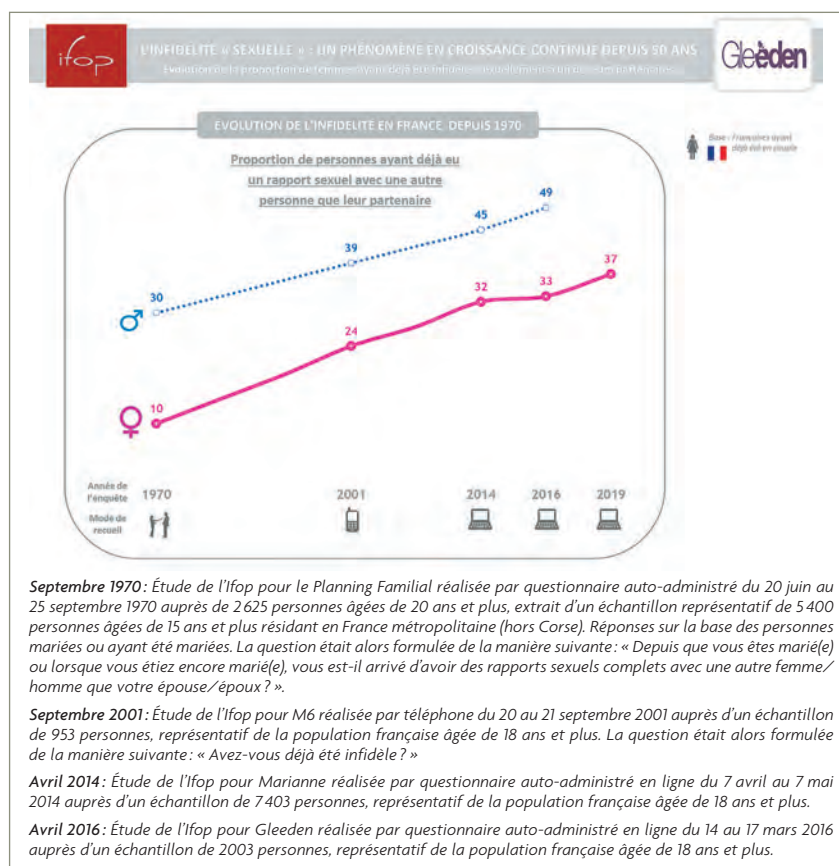 ifop
L'INFIDELITE « SEXUELLE » : UN PHÉNOMÈNE EN CROISSANCE CONTINUE DEPUIS 50 ANS
Gleeden
EVOLUTION DE L'INFIDELITE EN FRANCE, DEPUIS 1970
Base : Françaises ayant
déjà été en couple
Proportion de personnes ayant déjà eu
un rapport sexuel avec une autre
personne que leur partenaire
49
45
39
37
30
32
33
24
10
Année de
l'enquête 1970 2001 2014 2016 2019
Mode de
recueil
Septembre 1970 : Étude de l'Ifop pour le Planning Familial réalisée par questionnaire auto-administré du 20 juin au
25 septembre 1970 auprès de 2 625 personnes âgées de 20 ans et plus, extrait d'un échantillon représentatif de 5 400
personnes âgées de 15 ans et plus résidant en France métropolitaine (hors Corse). Réponses sur la base des personnes
mariées ou ayant été mariées. La question était alors formulée de la manière suivante : « Depuis que vous êtes marié(e)
ou lorsque vous étiez encore marié(e), vous est-il arrivé d'avoir des rapports sexuels complets avec une autre femme/
homme que votre épouse/époux ? ».
Septembre 2001 : Étude de l'Ifop pour M6 réalisée par téléphone du 20 au 21 septembre 2001 auprès d'un échantillon
de 953 personnes, représentatif de la population française âgée de 18 ans et plus. La question était alors formulée
de la manière suivante : « Avez-vous déjà été infidèle ? »
Avril 2014 : Étude de l'Ifop pour Marianne réalisée par questionnaire auto-administré en ligne du 7 avril au 7 mai
2014 auprès d'un échantillon de 7 403 personnes, représentatif de la population française âgée de 18 ans et plus.
Avril 2016 : Étude de l'Ifop pour Gleeden réalisée par questionnaire auto-administré en ligne du 14 au 17 mars 2016
auprès d'un échantillon de 2003 personnes, représentatif de la population française âgée de 18 ans et plus.